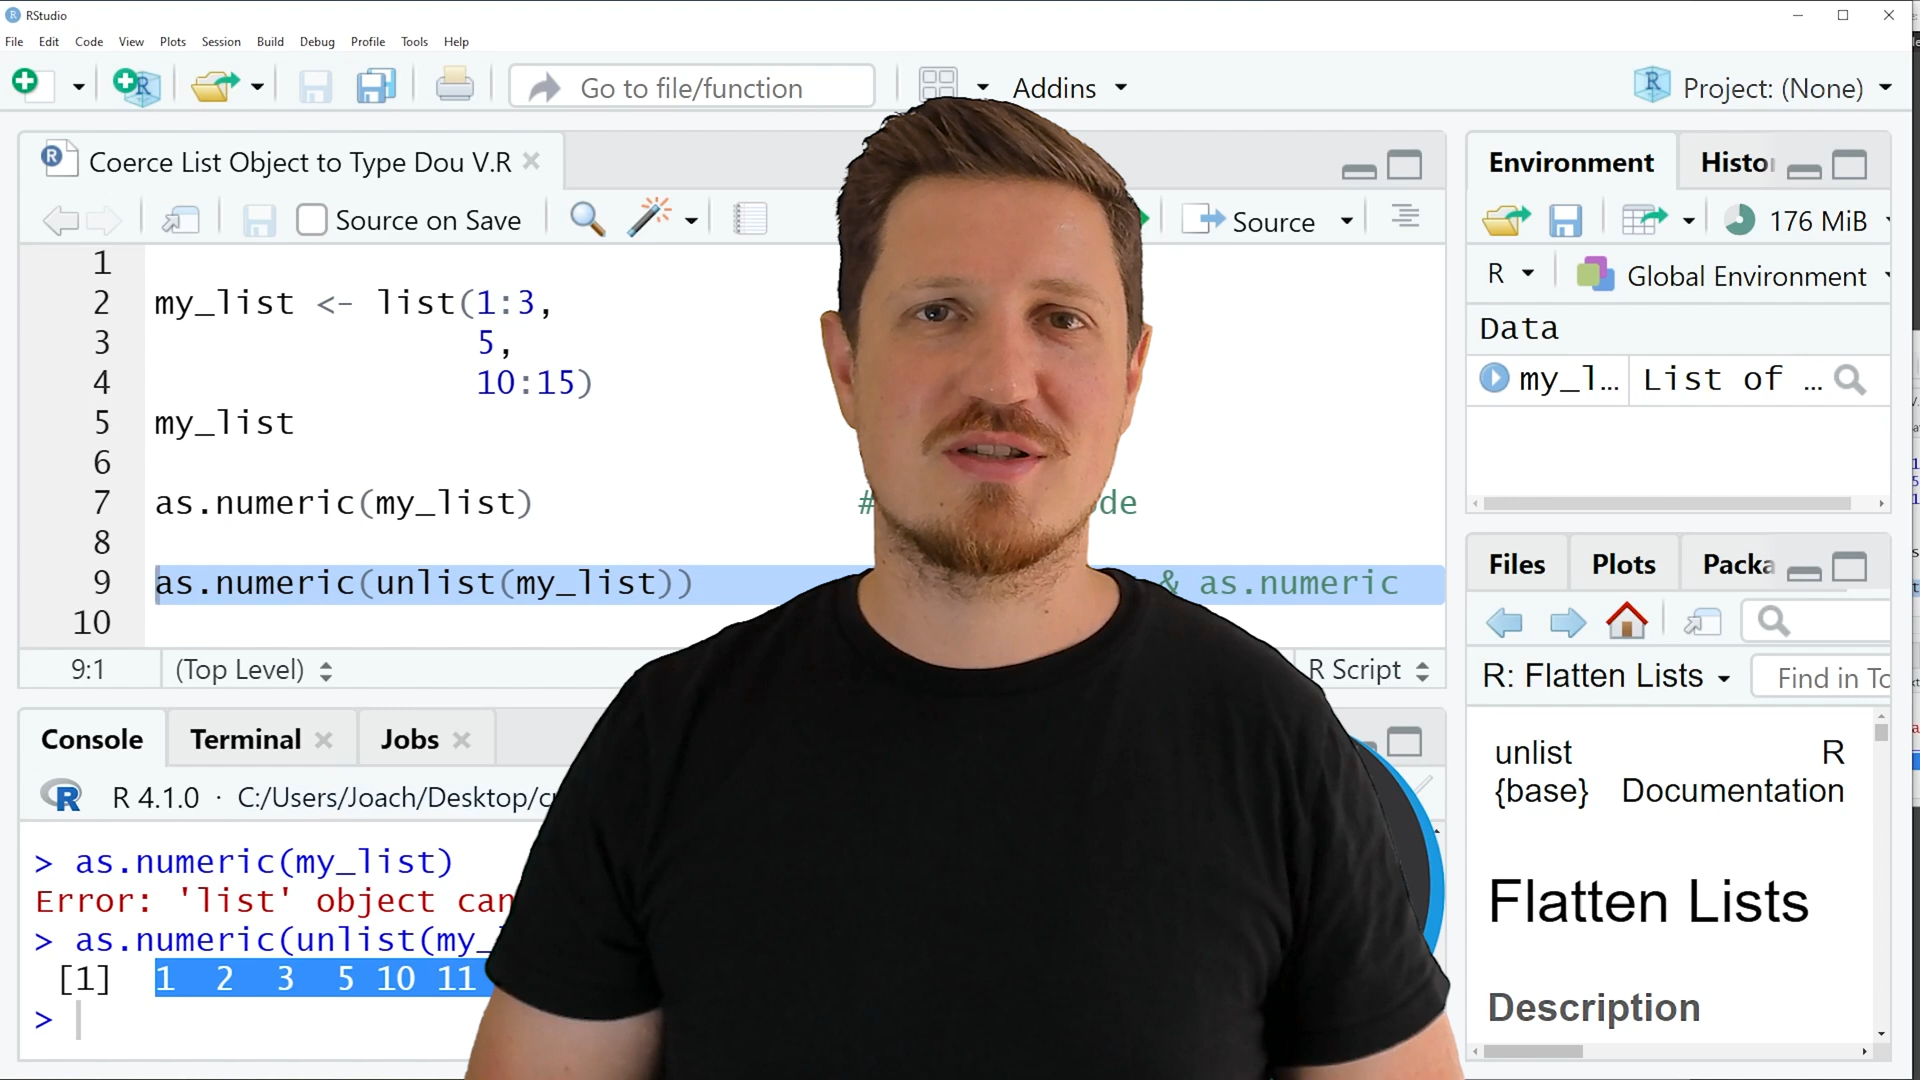 RStudio
File Edit Code View Plots Session Build Debug Profile Tools Help
Go to file/function
Addins
Project: (None)
Coerce List Object to Type Dou V.R
Source on Save
Source
1
2 my_list <- list(1:3,
3 5,
4 10:15)
5 my_list
6
7 as.numeric(my_list) #
8
9 as.numeric(unlist(my_list)) & as.numeric
10
9:1 (Top Level) R Script
Console Terminal Jobs
R 4.1.0 · C:/Users/Joach/Desktop/
> as.numeric(my_list)
Error: 'list' object
> as.numeric(unlist(my_
[1] 1 2 3 5 10 11
>
Environment
176 MiB
R Global Environment
Data
my_l... List of ...
Files Plots
R: Flatten Lists Find in
unlist R
{base} Documentation
Flatten Lists
Description